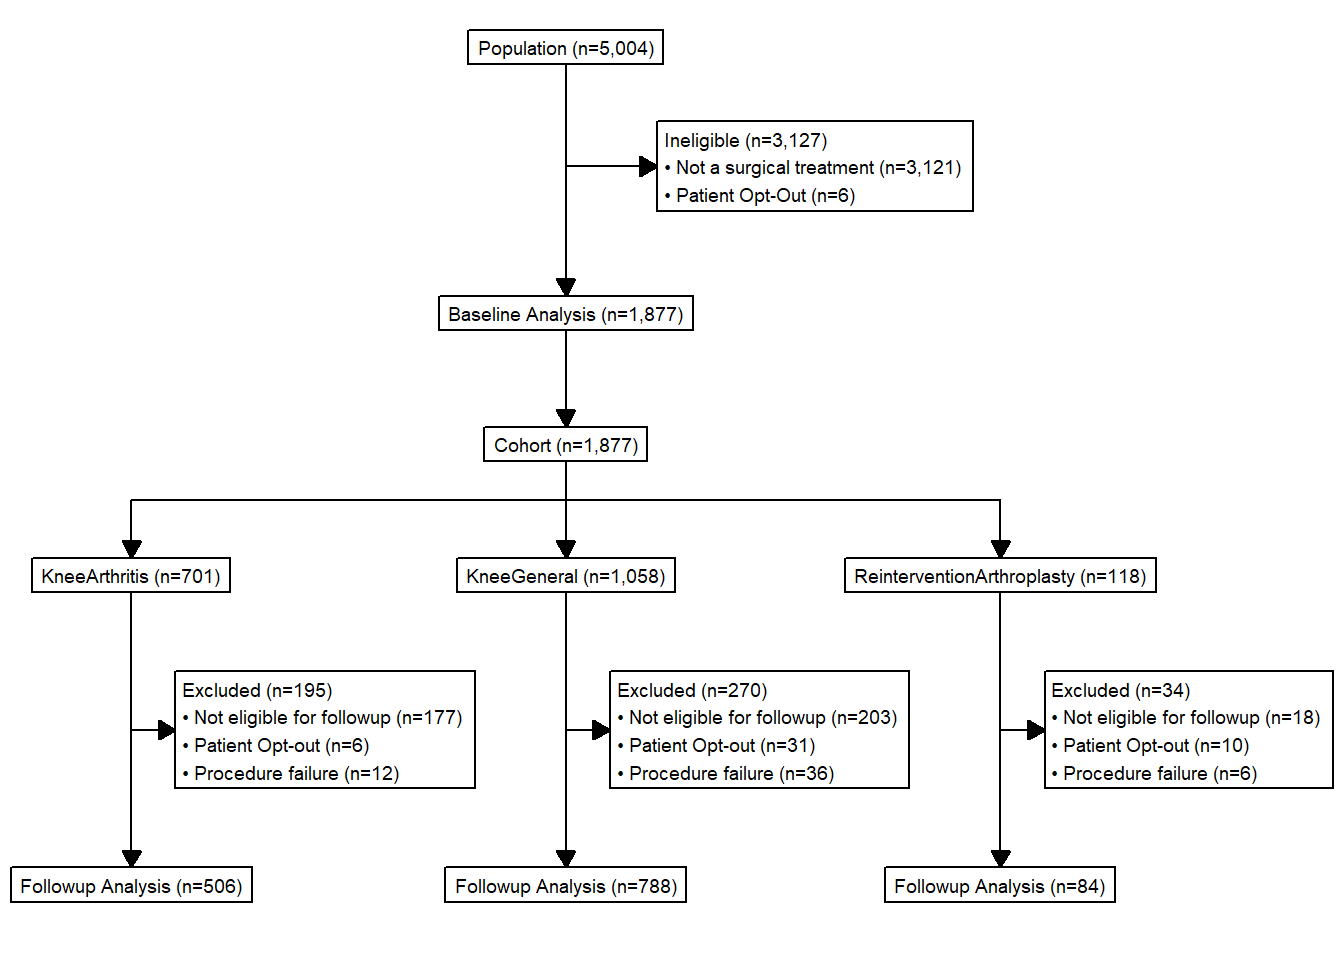 Population (n=5,004)
Ineligible (n=3,127)
• Not a surgical treatment (n=3,121)
• Patient Opt-Out (n=6)
Baseline Analysis (n=1,877)
Cohort (n=1,877)
KneeArthritis (n=701)
KneeGeneral (n=1,058)
ReinterventionArthroplasty (n=118)
Excluded (n=195)
• Not eligible for followup (n=177)
• Patient Opt-out (n=6)
• Procedure failure (n=12)
Excluded (n=270)
• Not eligible for followup (n=203)
• Patient Opt-out (n=31)
• Procedure failure (n=36)
Excluded (n=34)
• Not eligible for followup (n=18)
• Patient Opt-out (n=10)
• Procedure failure (n=6)
Followup Analysis (n=506)
Followup Analysis (n=788)
Followup Analysis (n=84)